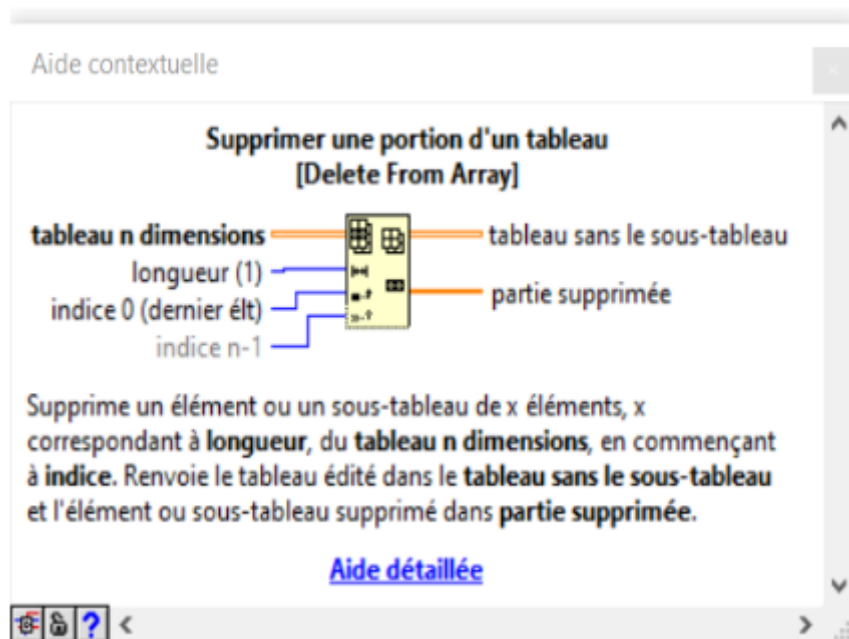 Aide contextuelle
Supprimer une portion d'un tableau
[Delete From Array]
tableau n dimensions
tableau sans le sous-tableau
longueur (1)
partie supprimée
indice 0 (dernier élt)
indice n-1
Supprime un élément ou un sous-tableau de x éléments, x
correspondant à longueur, du tableau n dimensions, en commençant
à indice. Renvoie le tableau édité dans le tableau sans le sous-tableau
et l'élément ou sous-tableau supprimé dans partie supprimée.
Aide détaillée
?